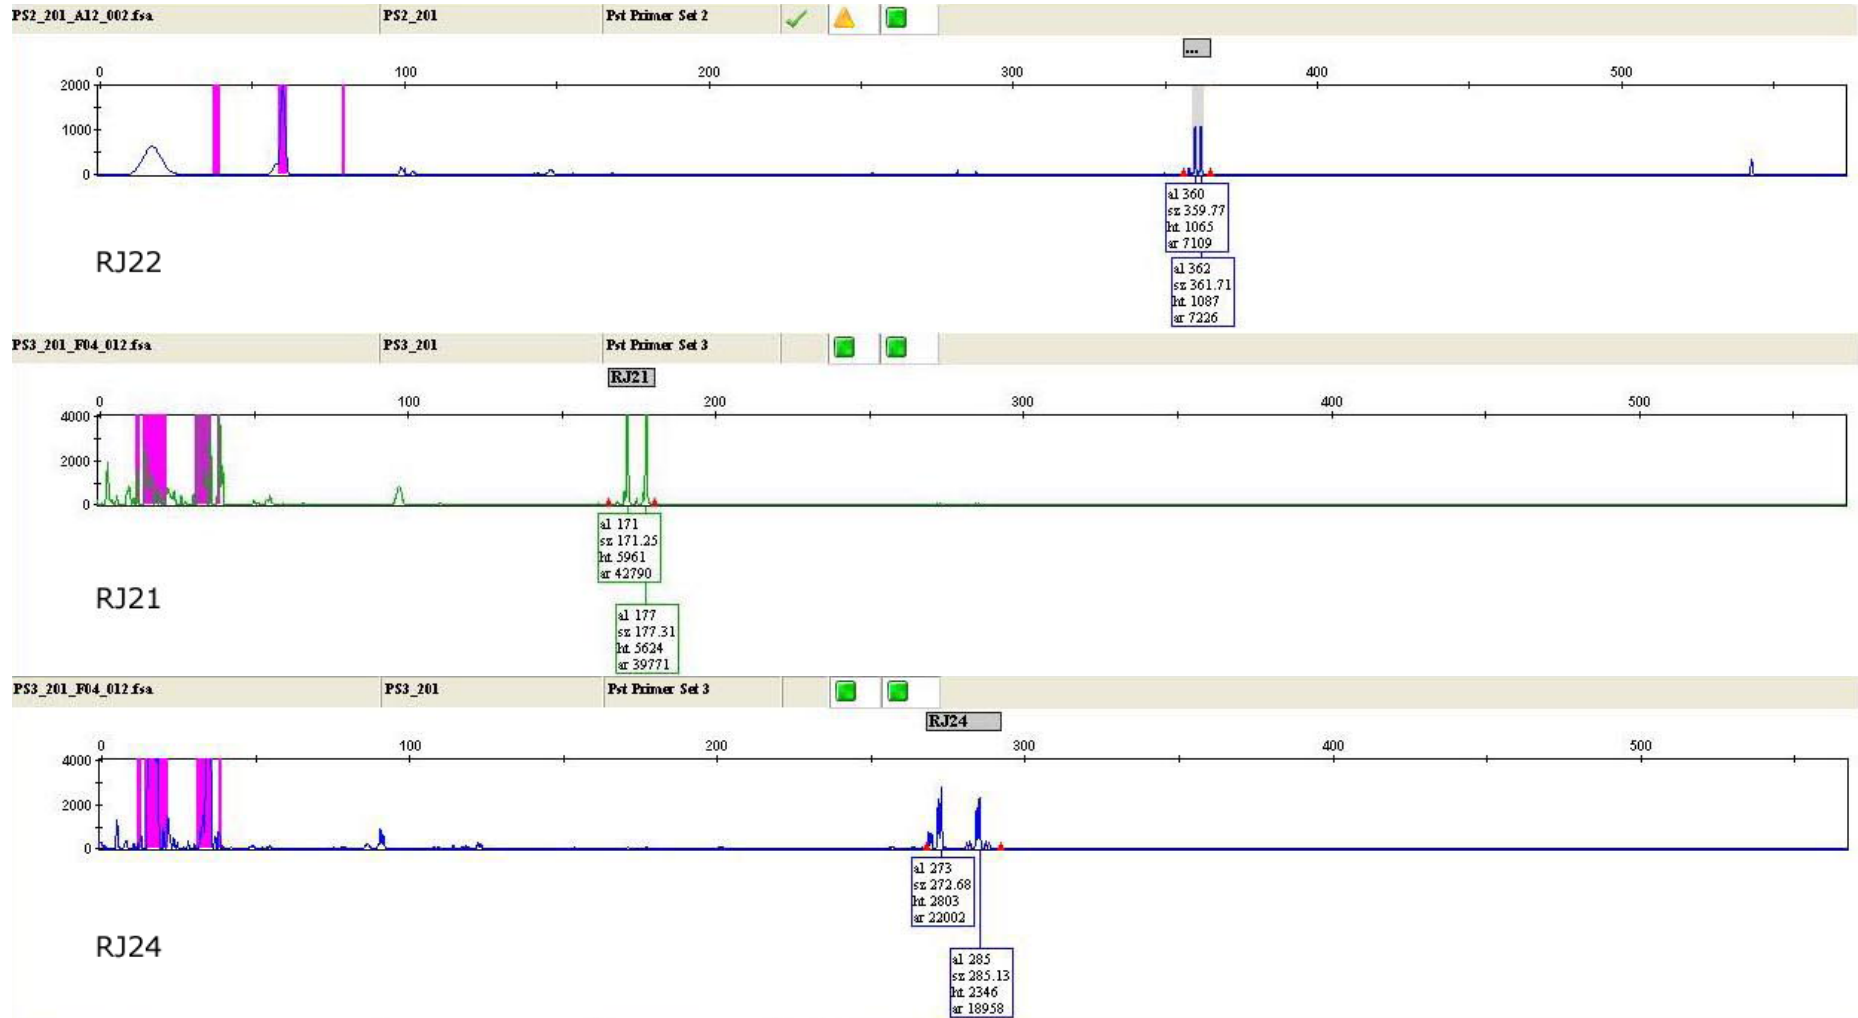 PS2_201_A12_002.fsa PS2_201 Pst Primer Set 2
...
0 100 200 300 400 500
2000
1000
0
al 360
sz 359.77
ht 1065
ar 7109
al 362
sz 361.71
ht 1087
ar 7226
RJ22
PS3_201_F04_012.fsa PS3_201 Pst Primer Set 3
RJ21
0 100 200 300 400 500
4000
2000
0
al 171
sz 171.25
ht 5961
ar 42790
al 177
sz 177.31
ht 5624
ar 39771
RJ21
PS3_201_F04_012.fsa PS3_201 Pst Primer Set 3
RJ24
0 100 200 300 400 500
4000
2000
0
al 273
sz 272.68
ht 2803
ar 22002
al 285
sz 285.13
ht 2346
ar 18958
RJ24